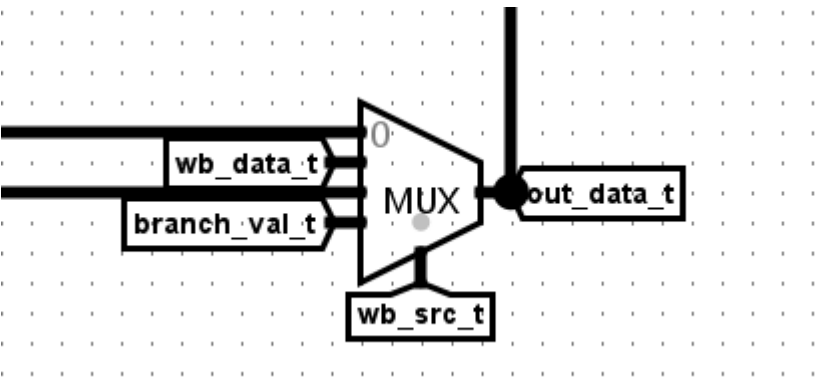 0
wb_data_t
MUX
out_data_t
branch_val_t
wb_src_t